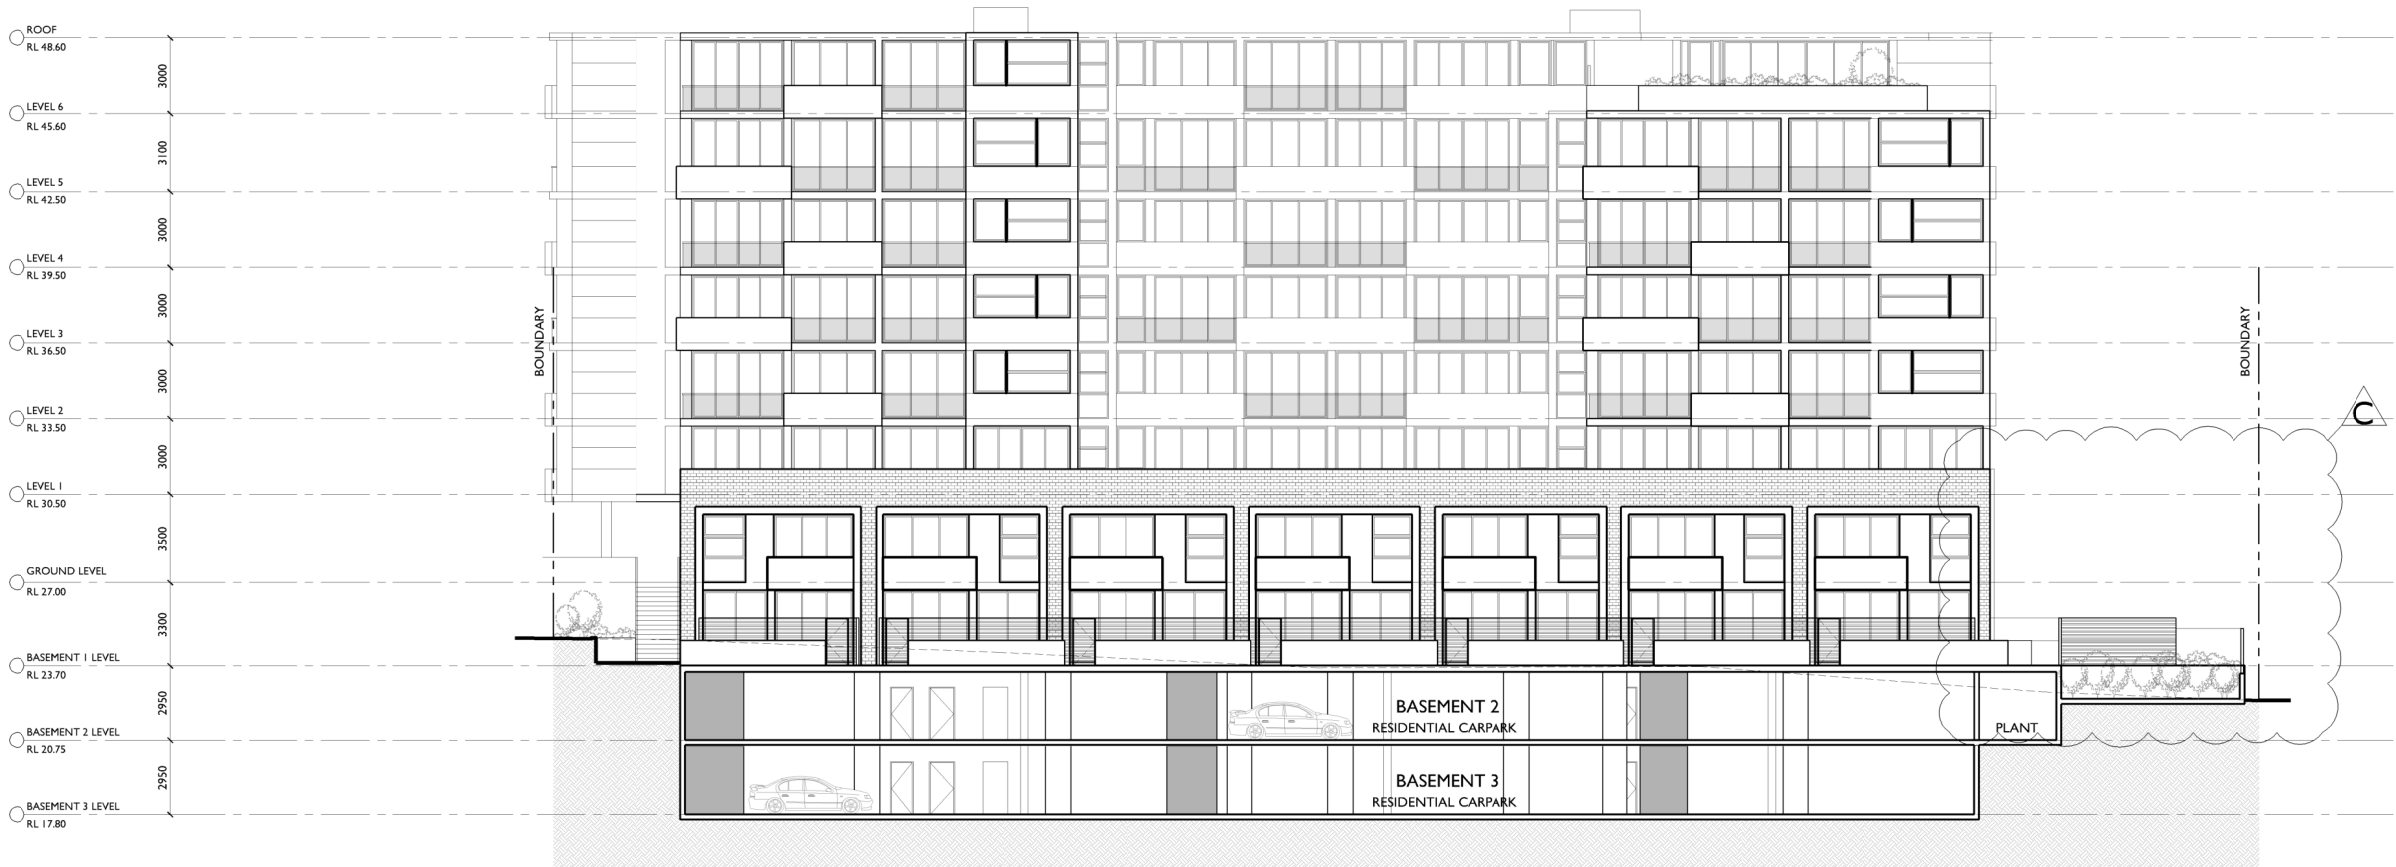 ROOF
RL 48.60
3000
LEVEL 6
RL 45.60
3100
LEVEL 5
RL 42.50
3000
LEVEL 4
RL 39.50
3000
LEVEL 3
RL 36.50
3000
LEVEL 2
RL 33.50
3000
LEVEL 1
RL 30.50
3500
GROUND LEVEL
RL 27.00
3300
BASEMENT 1 LEVEL
RL 23.70
2950
BASEMENT 2 LEVEL
RL 20.75
2950
BASEMENT 3 LEVEL
RL 17.80
BOUNDARY
BOUNDARY
C
BASEMENT 2
RESIDENTIAL CARPARK
PLANT
BASEMENT 3
RESIDENTIAL CARPARK